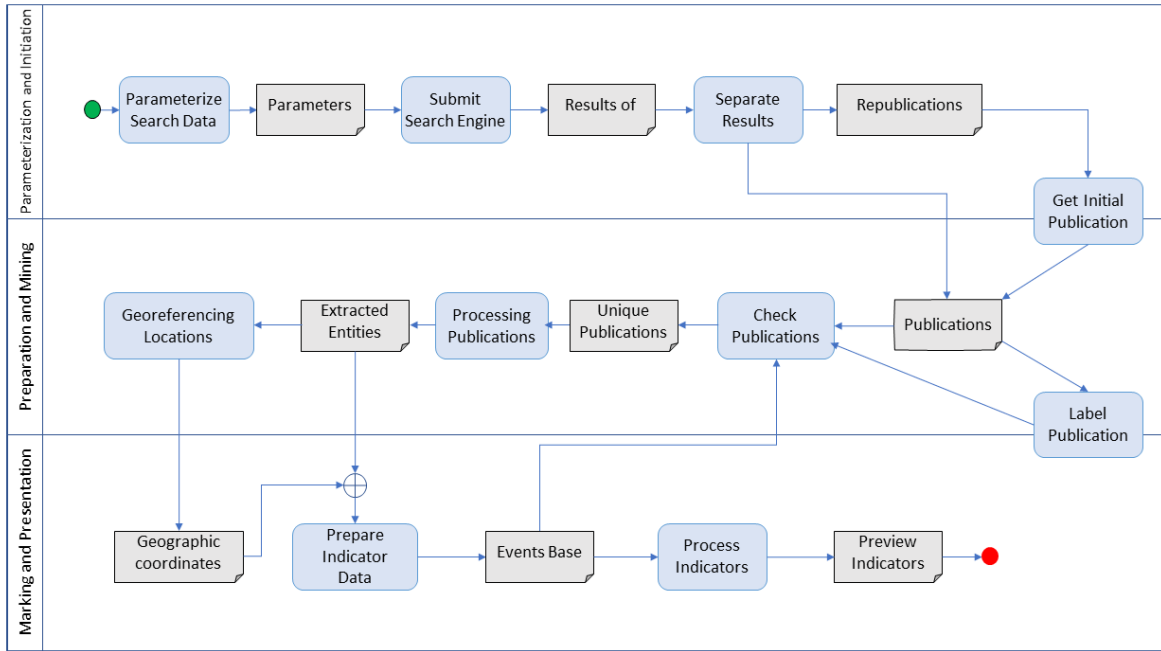 Parameterization and Initiation
Parameterize
Search Data
Parameters
Submit
Search Engine
Results of
Separate
Results
Republications
Get Initial
Publication
Preparation and Mining
Georeferencing
Locations
Extracted
Entities
Processing
Publications
Unique
Publications
Check
Publications
Publications
Label
Publication
Marking and Presentation
Geographic
coordinates
Prepare
Indicator
Data
Events Base
Process
Indicators
Preview
Indicators